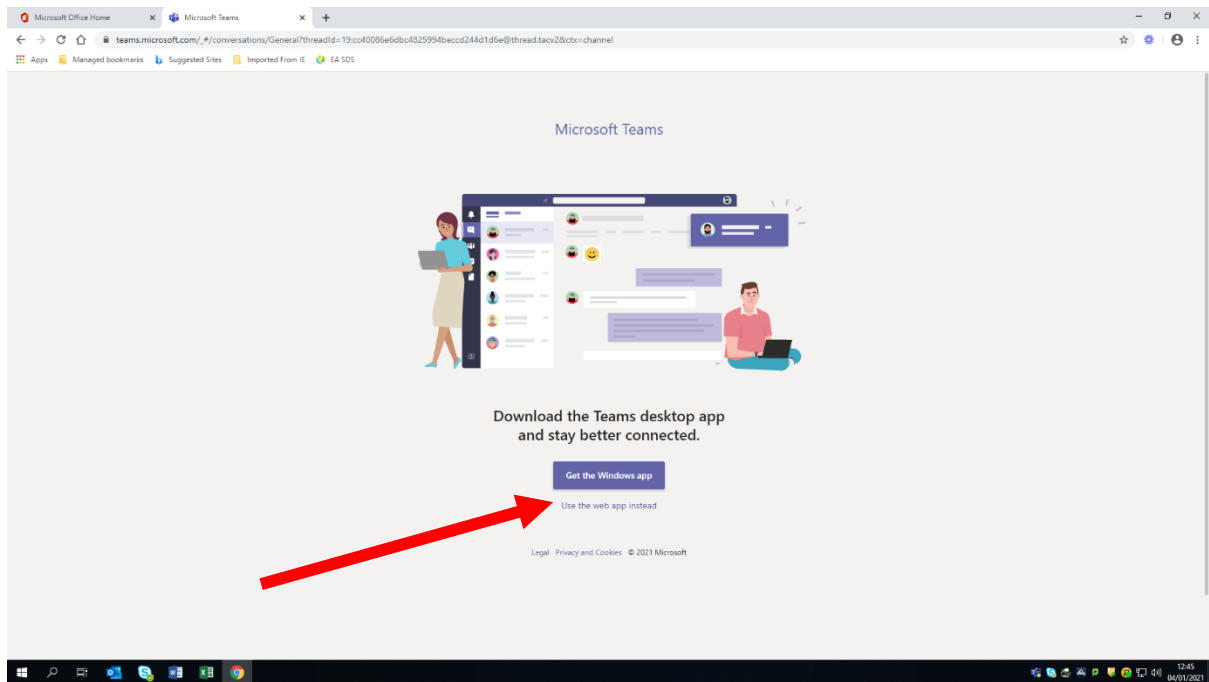 Microsoft Office Home
Microsoft Teams
teams.microsoft.com/_#/conversations/General?threadId=19:cc40086e6dbc4825994beccd244d1d6e@thread.tacv2&ctx=channel
Apps Managed bookmarks Suggested Sites Imported From IE EA SDS
Microsoft Teams
Download the Teams desktop app
and stay better connected.
Get the Windows app
Use the web app instead
Legal Privacy and Cookies © 2021 Microsoft
12:45
04/01/2021